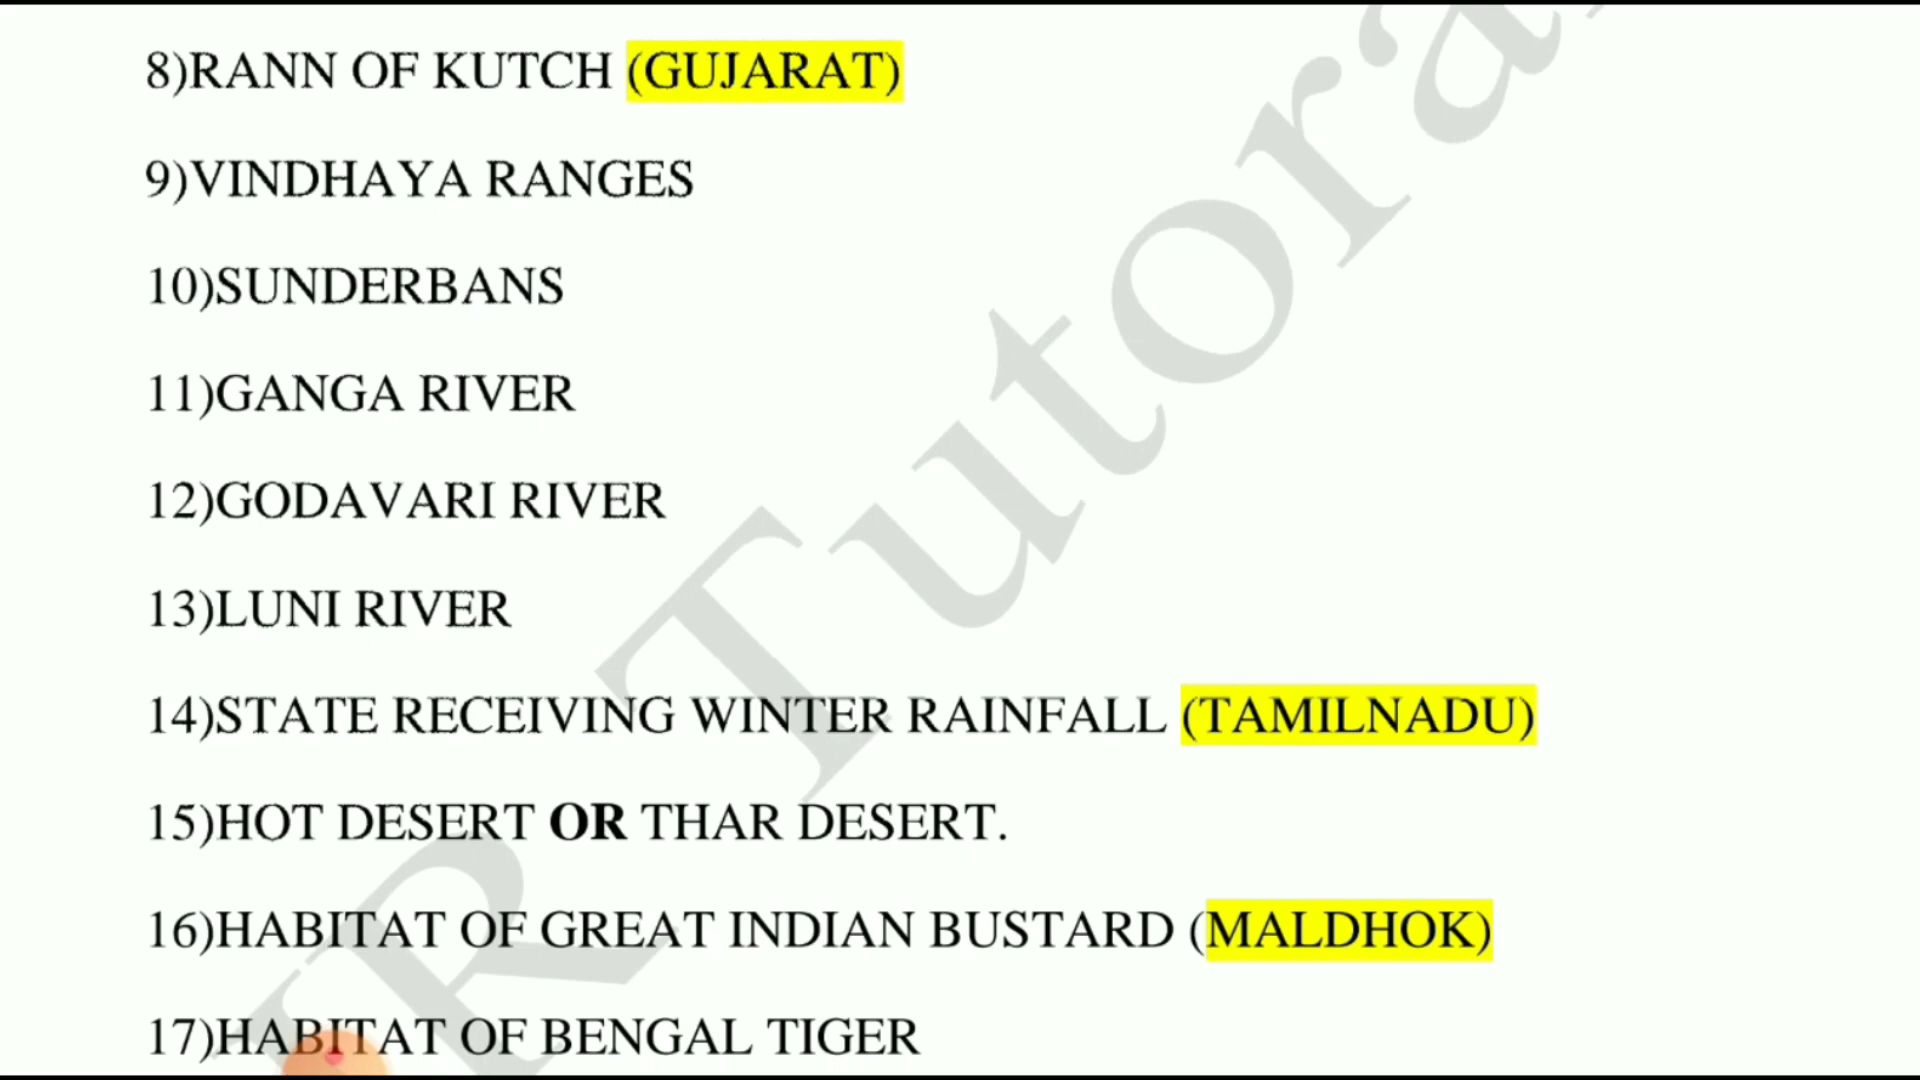 8)RANN OF KUTCH (GUJARAT)
9)VINDHAYA RANGES
10)SUNDERBANS
11)GANGA RIVER
12)GODAVARI RIVER
13)LUNI RIVER
14)STATE RECEIVING WINTER RAINFALL (TAMILNADU)
15)HOT DESERT OR THAR DESERT.
16)HABITAT OF GREAT INDIAN BUSTARD (MALDHOK)
17)HABITAT OF BENGAL TIGER